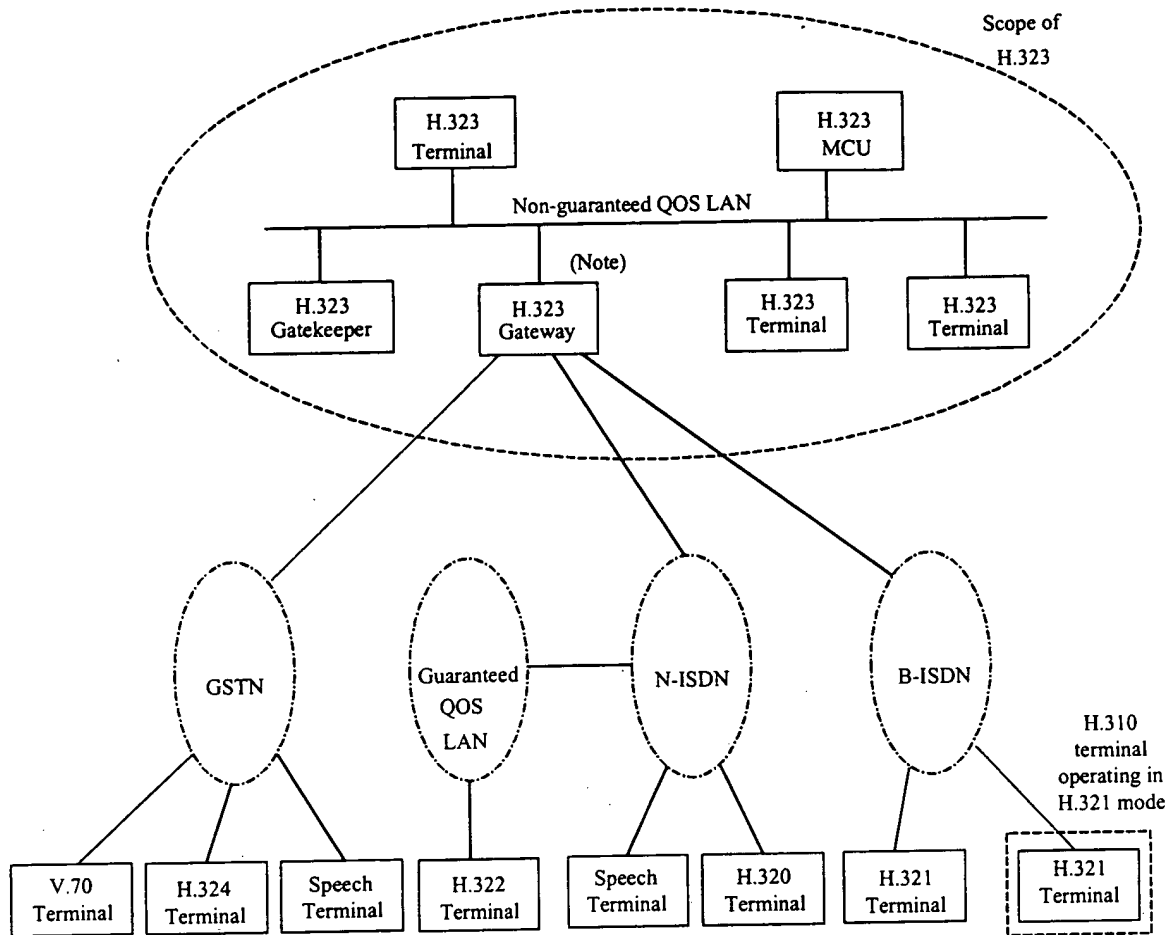 Scope of
H.323
H.323
Terminal
H.323
MCU
Non-guaranteed QOS LAN
(Note)
H.323
Gatekeeper
H.323
Gateway
H.323
Terminal
H.323
Terminal
GSTN
Guaranteed
QOS
LAN
N-ISDN
B-ISDN
H.310
terminal
operating in
H.321 mode
V.70
Terminal
H.324
Terminal
Speech
Terminal
H.322
Terminal
Speech
Terminal
H.320
Terminal
H.321
Terminal
H.321
Terminal